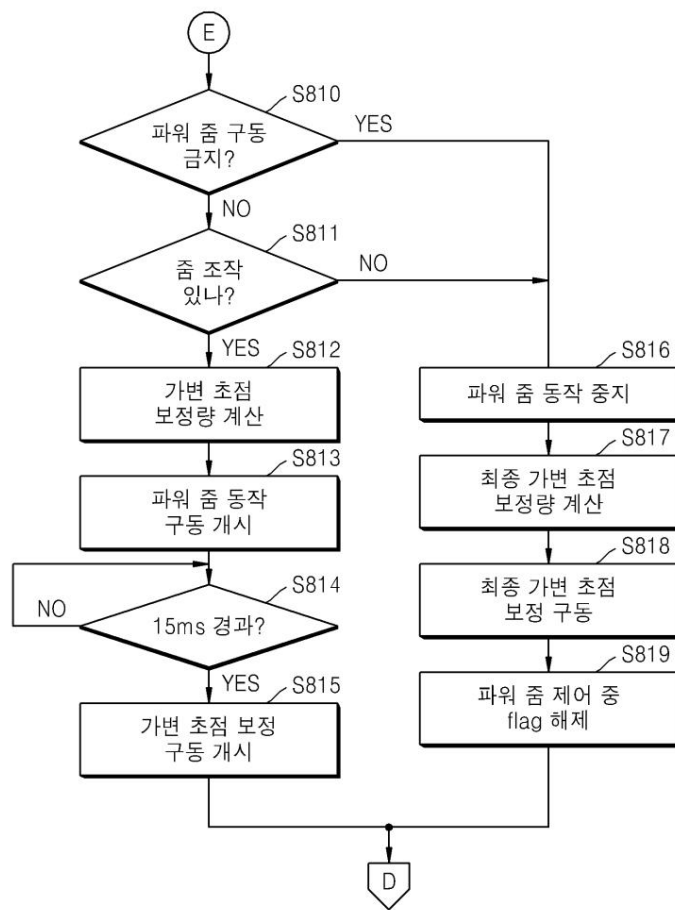 E
S810
파워 줌 구동
금지?
YES
NO
S811
줌 조작
있나?
NO
YES
S812
가변 초점
보정량 계산
S813
파워 줌 동작
구동 개시
S814
15ms 경과?
NO
YES
S815
가변 초점 보정
구동 개시
S816
파워 줌 동작 중지
S817
최종 가변 초점
보정량 계산
S818
최종 가변 초점
보정 구동
S819
파워 줌 제어 중
flag 해제
D